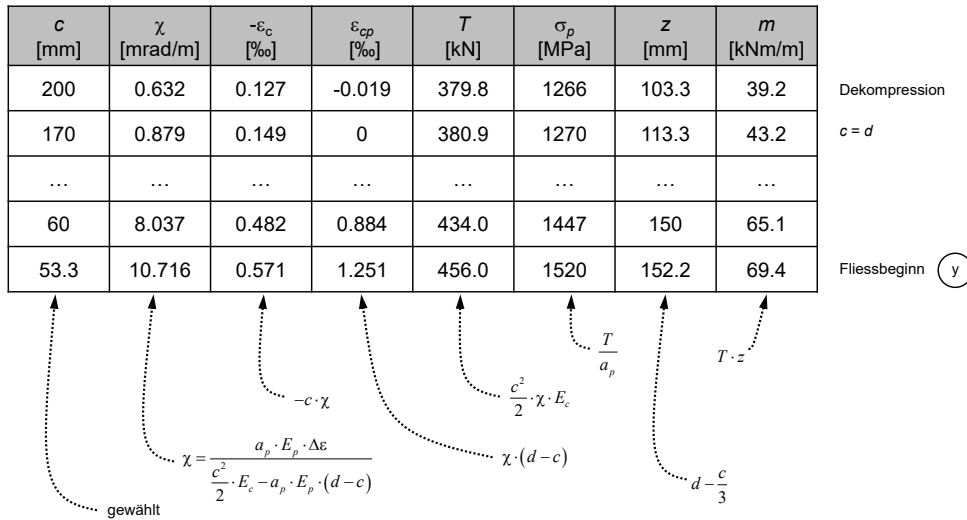 c χ -εc εcp T σp z m
[mm] [mrad/m] [‰] [‰] [kN] [MPa] [mm] [kNm/m]
200 0.632 0.127 -0.019 379.8 1266 103.3 39.2 Dekompression
170 0.879 0.149 0 380.9 1270 113.3 43.2 c = d
... ... ... ... ... ... ... ...
60 8.037 0.482 0.884 434.0 1447 150 65.1
53.3 10.716 0.571 1.251 456.0 1520 152.2 69.4 Fliessbeginn y
T / a_p
T · z
c² / 2 · χ · E_c
−c · χ
χ = a_p · E_p · Δε / (c² / 2 · E_c − a_p · E_p · (d − c))
χ · (d − c)
d − c / 3
gewählt